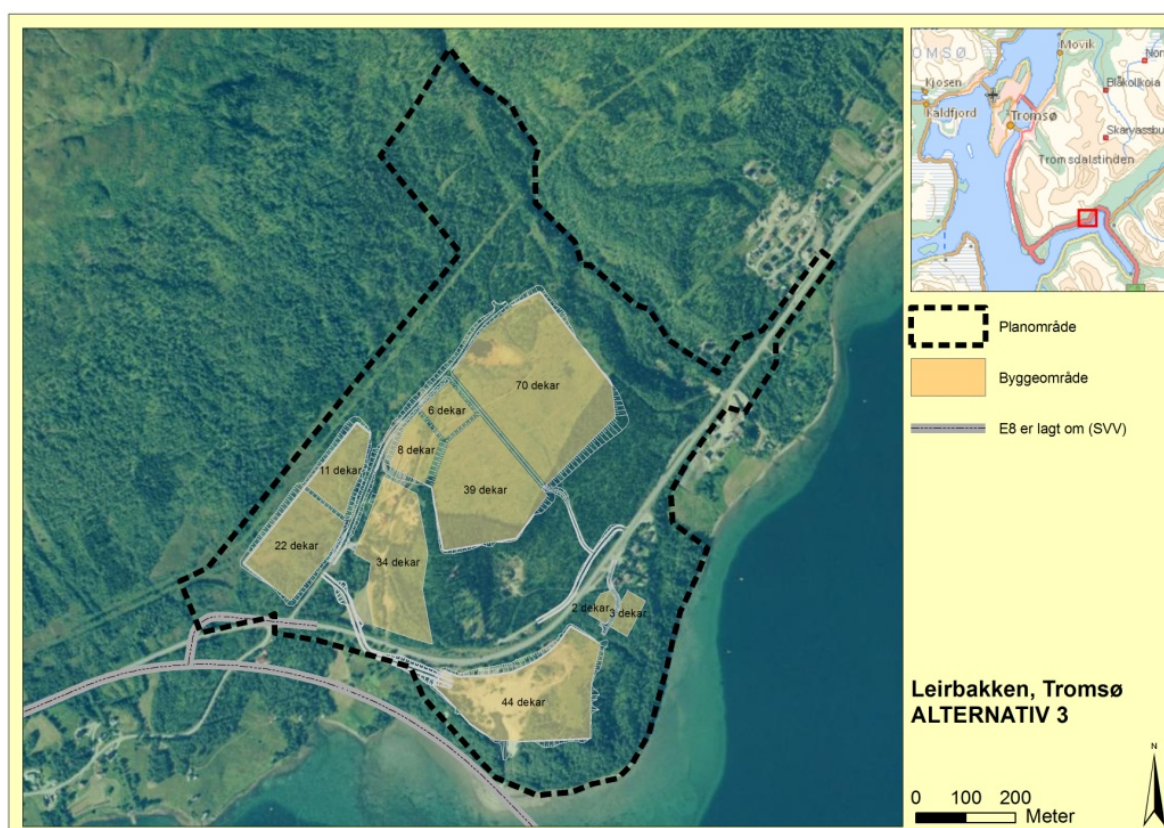 70 dekar
6 dekar
8 dekar
39 dekar
11 dekar
22 dekar
34 dekar
2 dekar
3 dekar
44 dekar
OMSØ
Movik
Kjosen
Kaldfjord
Tromsø
Blåkollkoia
Skarvassbu
Tromsdalstinden
Planområde
Byggeområde
E8 er lagt om (SVV)
Leirbakken, Tromsø
ALTERNATIV 3
N
0 100 200
Meter